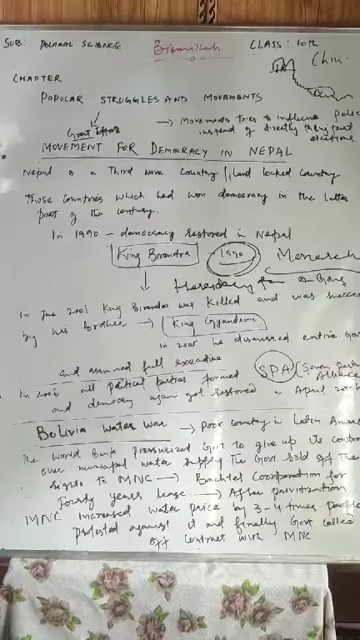 SUB: POLITICAL SCIENCE Bismillah CLASS: 10th
CHAPTER
POPULAR STRUGGLES AND MOVEMENTS
Great efforts → Movements tries to influence
instead of directly taking part
elections
MOVEMENT FOR DEMOCRACY IN NEPAL
Nepal is a Third wave Country || Land locked Country
Those countries which had won democracy in the latter
part of the century.
In 1990 - democracy restored in Nepal
King Birendra 1990 Monarch
↓ Hereditary
In June 2001 King Birendra was killed and was
by his brother → King Gyanendra
In 2005 he dismissed entire Govt
and assumed full executive SPA (Seven Party
In 2006 all political parties formed Alliance
and democracy again got restored in April 2006
Bolivia Water War → Poor country in Latin America
The World Bank pressurized Govt to give up its control
over municipal water supply The Govt sold off these
rights to MNC → Bechtel Corporation for
Fourty years lease. → After privitization
MNC increased water price by 3-4 times people
protested against it and finally Govt called
off contract with MNC